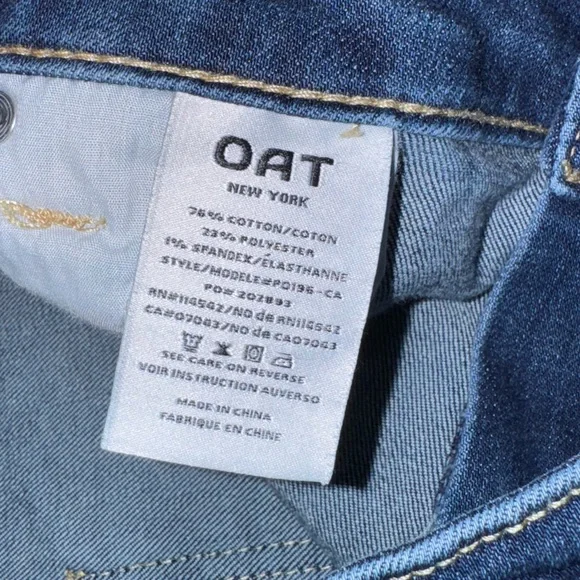 OAT
NEW YORK
76% COTTON/COTON
23% POLYESTER
1% SPANDEX/ÉLASTHANNE
STYLE/MODELE#P0196-CA
PO# 202893
RN#114542/NO de RN114542
CA#07043/NO de CA07043
SEE CARE ON REVERSE
VOIR INSTRUCTION AUVERSO
MADE IN CHINA
FABRIQUE EN CHINE